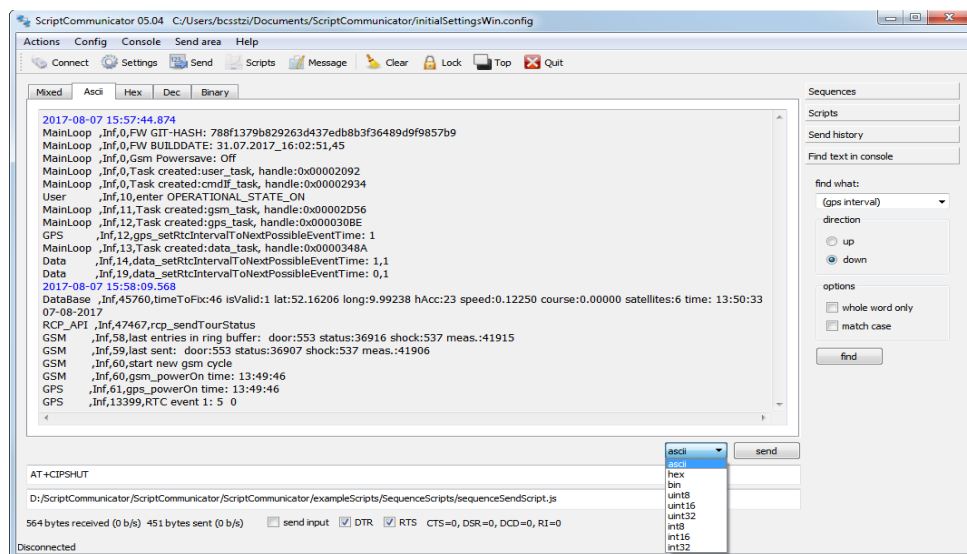 ScriptCommunicator 05.04   C:/Users/bcsstzi/Documents/ScriptCommunicator/initialSettingsWin.config
Actions Config Console Send area Help
Connect Settings Send Scripts Message Clear Lock Top Quit
Mixed Ascii Hex Dec Binary
2017-08-07 15:57:44.874
MainLoop ,Inf,0,FW GIT-HASH: 788f1379b829263d437edb8b3f36489d9f9857b9
MainLoop ,Inf,0,FW BUILDDATE: 31.07.2017_16:02:51,45
MainLoop ,Inf,0,Gsm Powersave: Off
MainLoop ,Inf,0,Task created:user_task, handle:0x00002092
MainLoop ,Inf,0,Task created:cmdIf_task, handle:0x00002934
User ,Inf,10,enter OPERATIONAL_STATE_ON
MainLoop ,Inf,11,Task created:gsm_task, handle:0x00002D56
MainLoop ,Inf,12,Task created:gps_task, handle:0x000030BE
GPS ,Inf,12,gps_setRtcIntervalToNextPossibleEventTime: 1
MainLoop ,Inf,13,Task created:data_task, handle:0x0000348A
Data ,Inf,14,data_setRtcIntervalToNextPossibleEventTime: 1,1
Data ,Inf,19,data_setRtcIntervalToNextPossibleEventTime: 0,1
2017-08-07 15:58:09.568
DataBase ,Inf,45760,timeToFix:46 isValid:1 lat:52.16206 long:9.99238 hAcc:23 speed:0.12250 course:0.00000 satellites:6 time: 13:50:33
07-08-2017
RCP_API ,Inf,47467,rcp_sendTourStatus
GSM ,Inf,58,last entries in ring buffer:  door:553 status:36916 shock:537 meas.:41915
GSM ,Inf,59,last sent:  door:553 status:36907 shock:537 meas.:41906
GSM ,Inf,60,start new gsm cycle
GSM ,Inf,60,gsm_powerOn time: 13:49:46
GPS ,Inf,61,gps_powerOn time: 13:49:46
GPS ,Inf,13399,RTC event 1: 5  0
Sequences
Scripts
Send history
Find text in console
find what:
(gps interval)
direction
up
down
options
whole word only
match case
find
ascii send
ascii
hex
bin
uint8
uint16
uint32
int8
int16
int32
AT+CIPSHUT
D:/ScriptCommunicator/ScriptCommunicator/ScriptCommunicator/exampleScripts/SequenceScripts/sequenceSendScript.js
564 bytes received (0 b/s)  451 bytes sent (0 b/s) send input DTR RTS CTS=0, DSR=0, DCD=0, RI=0
Disconnected